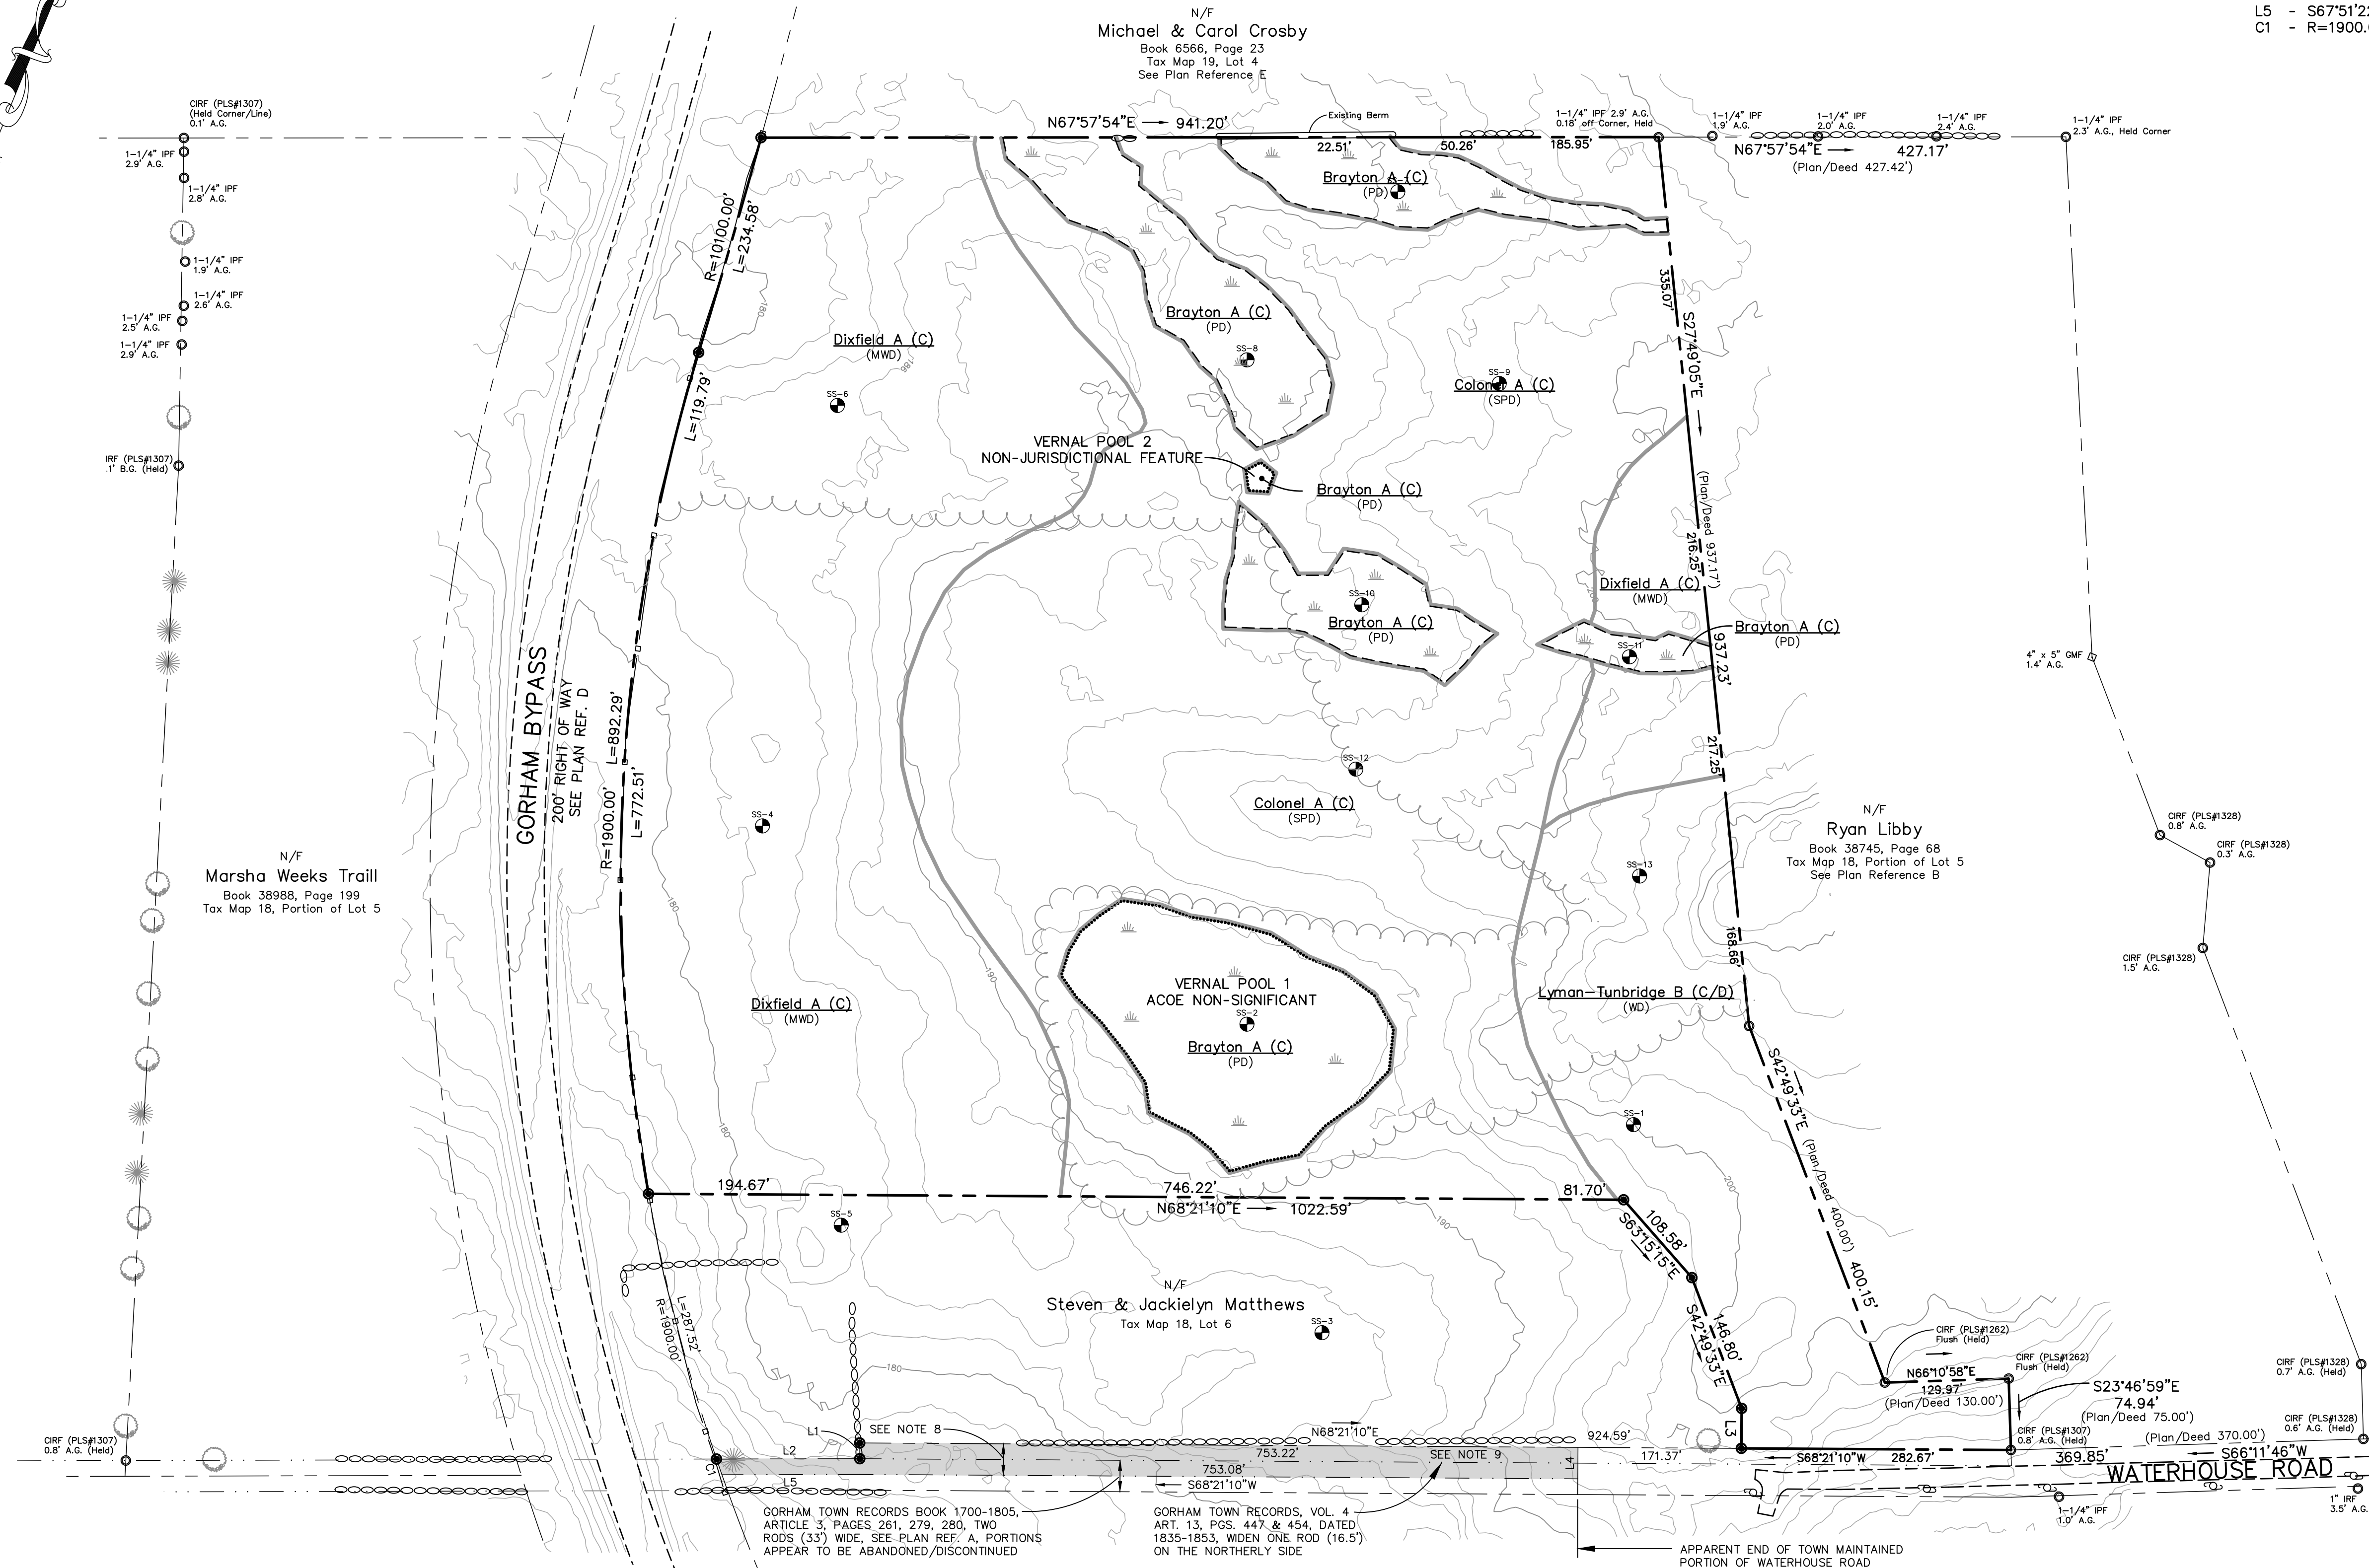 L5 - S67°51'2
C1 - R=1900.
N/F
Michael & Carol Crosby
Book 6566, Page 23
Tax Map 19, Lot 4
See Plan Reference E
CIRF (PLS#1307)
(Held Corner/Line)
0.1' A.G.
N67°57'54"E 941.20'
Existing Berm
1-1/4" IPF 2.9' A.G.
0.18' off Corner, Held
1-1/4" IPF
1.9' A.G.
1-1/4" IPF
2.0' A.G.
1-1/4" IPF
2.4' A.G.
1-1/4" IPF
2.3' A.G., Held Corner
22.51'
50.26'
185.95'
N67°57'54"E 427.17'
(Plan/Deed 427.42')
1-1/4" IPF
2.9' A.G.
1-1/4" IPF
2.8' A.G.
1-1/4" IPF
1.9' A.G.
1-1/4" IPF
2.6' A.G.
1-1/4" IPF
2.5' A.G.
1-1/4" IPF
2.9' A.G.
IRF (PLS#1307)
.1' B.G. (Held)
R=10100.00'
L=234.58'
L=119.79'
180
186
Brayton A (C)
(PD)
Dixfield A (C)
(MWD)
SS-6
Brayton A (C)
(PD)
SS-8
SS-9
Colonel A (C)
(SPD)
335.07'
S27°49'05"E
(Plan/Deed 937.17')
216.25'
937.23'
217.25'
168.66'
VERNAL POOL 2
NON-JURISDICTIONAL FEATURE
Brayton A (C)
(PD)
SS-10
Brayton A (C)
(PD)
Dixfield A (C)
(MWD)
SS-11
Brayton A (C)
(PD)
4" x 5" GMF
1.4' A.G.
GORHAM BYPASS
200' RIGHT OF WAY
SEE PLAN REF. D
L=892.29'
R=1900.00'
L=772.51'
SS-4
SS-12
Colonel A (C)
(SPD)
SS-13
N/F
Ryan Libby
Book 38745, Page 68
Tax Map 18, Portion of Lot 5
See Plan Reference B
CIRF (PLS#1328)
0.8' A.G.
CIRF (PLS#1328)
0.3' A.G.
CIRF (PLS#1328)
1.5' A.G.
N/F
Marsha Weeks Traill
Book 38988, Page 199
Tax Map 18, Portion of Lot 5
180
190
Dixfield A (C)
(MWD)
VERNAL POOL 1
ACOE NON-SIGNIFICANT
SS-2
Brayton A (C)
(PD)
Lyman-Tunbridge B (C/D)
(WD)
SS-1
S42°49'33"E
(Plan/Deed 400.00')
400.15'
180
200
190
194.67'
746.22'
81.70'
N68°21'10"E 1022.59'
SS-5
108.58'
S63°15'15"E
146.80'
S42°49'33"E
N/F
Steven & Jackielyn Matthews
Tax Map 18, Lot 6
SS-3
L=287.52'
R=1900.00'
180
CIRF (PLS#1262)
Flush (Held)
N66°10'58"E
129.97'
(Plan/Deed 130.00')
CIRF (PLS#1262)
Flush (Held)
S23°46'59"E
74.94'
(Plan/Deed 75.00')
CIRF (PLS#1328)
0.7' A.G. (Held)
CIRF (PLS#1328)
0.6' A.G. (Held)
CIRF (PLS#1307)
0.8' A.G. (Held)
L1
SEE NOTE 8
N68°21'10"E
924.59'
L3
CIRF (PLS#1307)
0.8' A.G. (Held)
(Plan/Deed 370.00')
L2
C1
753.22'
SEE NOTE 9
L4
171.37'
S68°21'10"W 282.67'
369.85'
S66°11'46"W
753.08'
L5
S68°21'10"W
WATERHOUSE ROAD
1-1/4" IPF
1.0' A.G.
1" IRF
3.5' A.G.
GORHAM TOWN RECORDS BOOK 1700-1805,
ARTICLE 3, PAGES 261, 279, 280, TWO
RODS (33') WIDE, SEE PLAN REF. A, PORTIONS
APPEAR TO BE ABANDONED/DISCONTINUED
GORHAM TOWN RECORDS, VOL. 4
ART. 13, PGS. 447 & 454, DATED
1835-1853, WIDEN ONE ROD (16.5')
ON THE NORTHERLY SIDE
APPARENT END OF TOWN MAINTAINED
PORTION OF WATERHOUSE ROAD